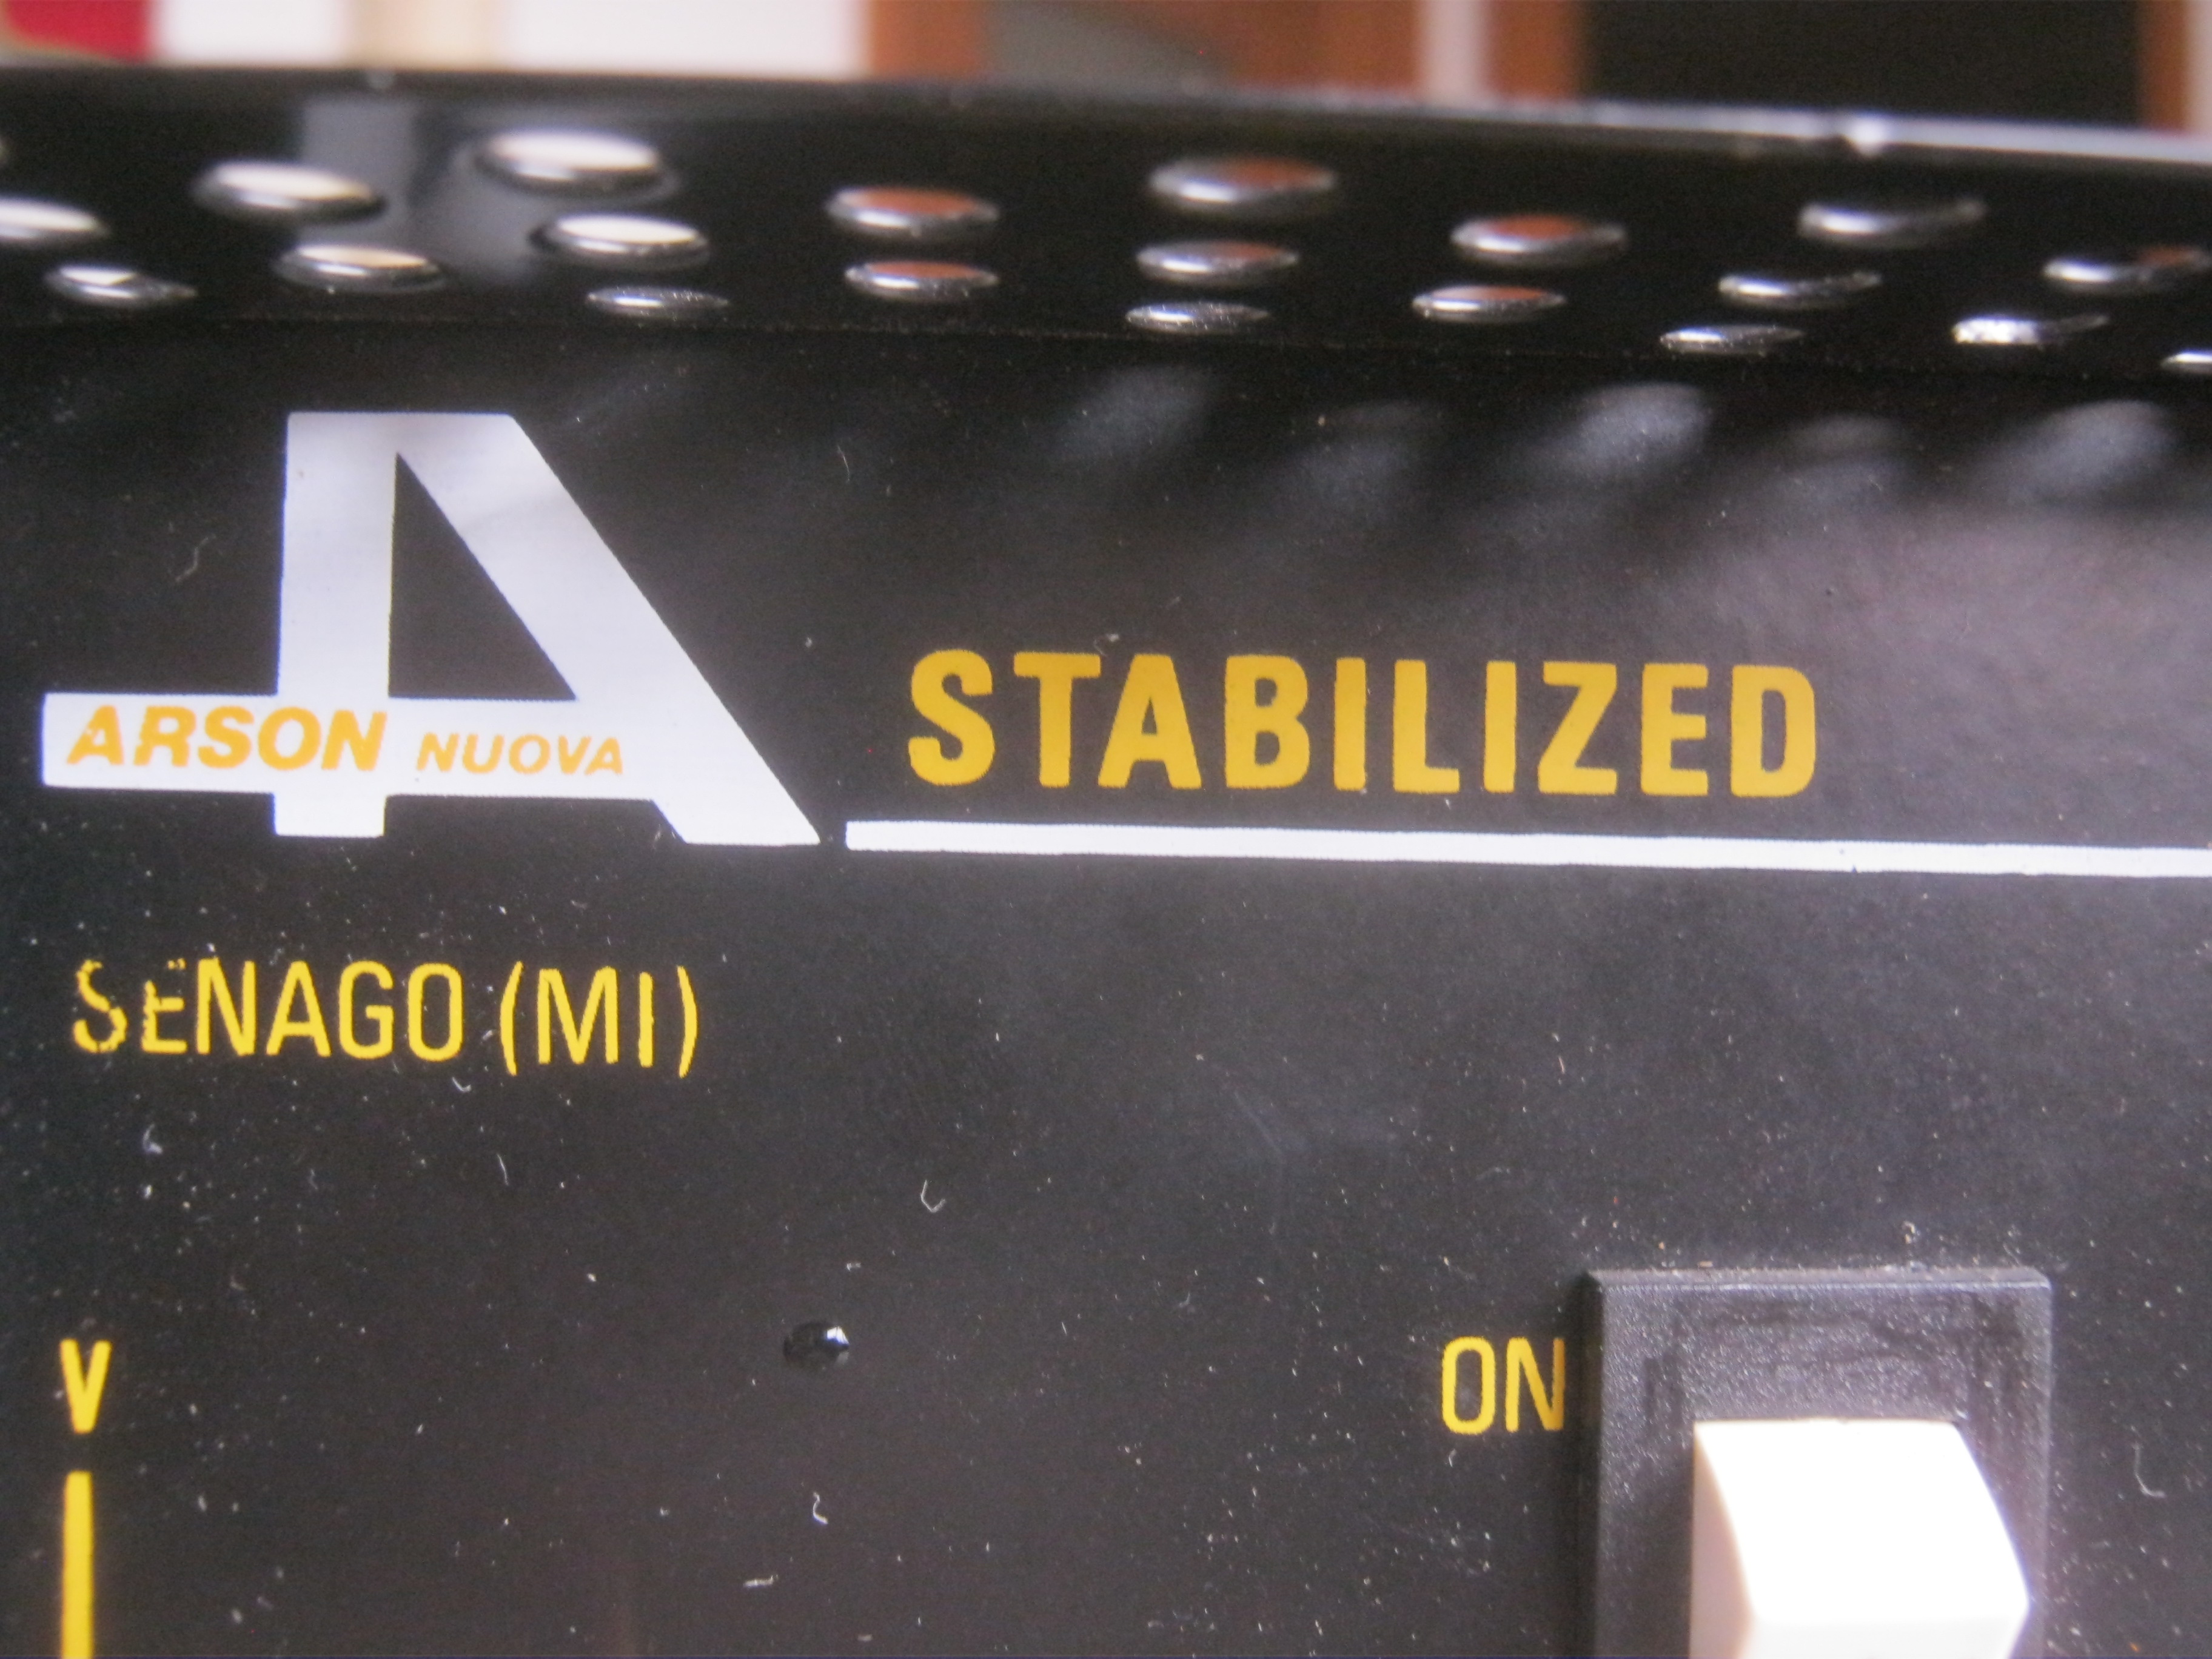 ARSON NUOVA
STABILIZED
SENAGO (MI)
V
ON